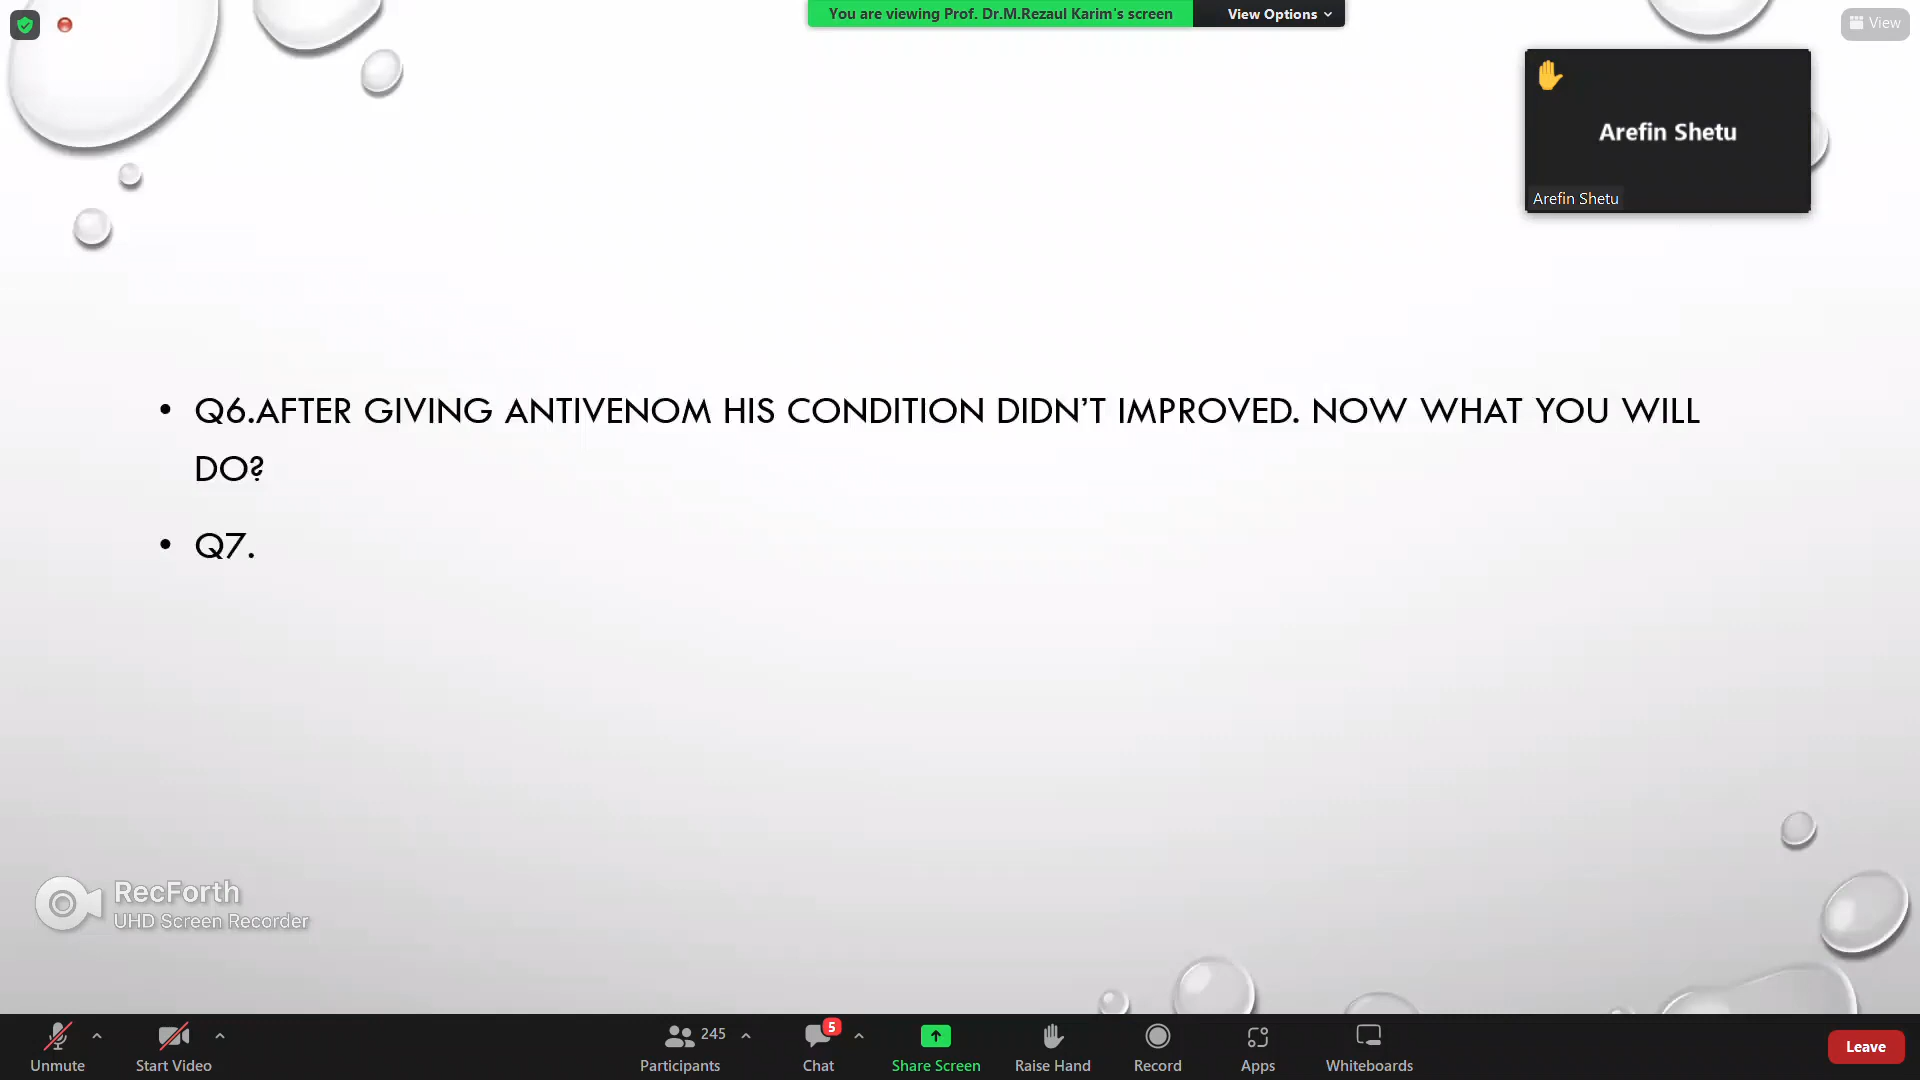 You are viewing Prof. Dr.M.Rezaul Karim's screen
View Options
View
Arefin Shetu
Arefin Shetu
• Q6.AFTER GIVING ANTIVENOM HIS CONDITION DIDN’T IMPROVED. NOW WHAT YOU WILL
DO?
• Q7.
RecForth
UHD Screen Recorder
Unmute
Start Video
245
Participants
5
Chat
Share Screen
Raise Hand
Record
Apps
Whiteboards
Leave